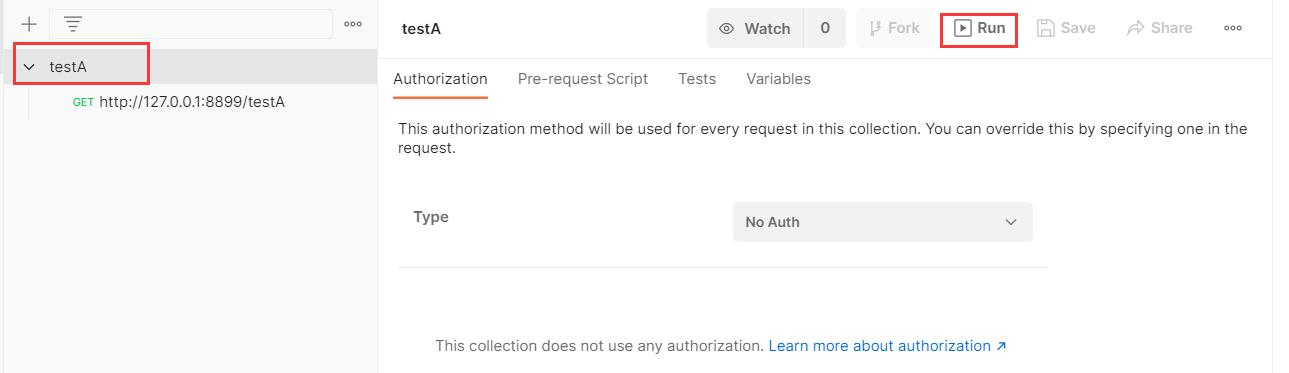 testA
GET http://127.0.0.1:8899/testA
testA
Watch 0 Fork Run Save Share
Authorization Pre-request Script Tests Variables
This authorization method will be used for every request in this collection. You can override this by specifying one in the
request.
Type No Auth
This collection does not use any authorization. Learn more about authorization ↗